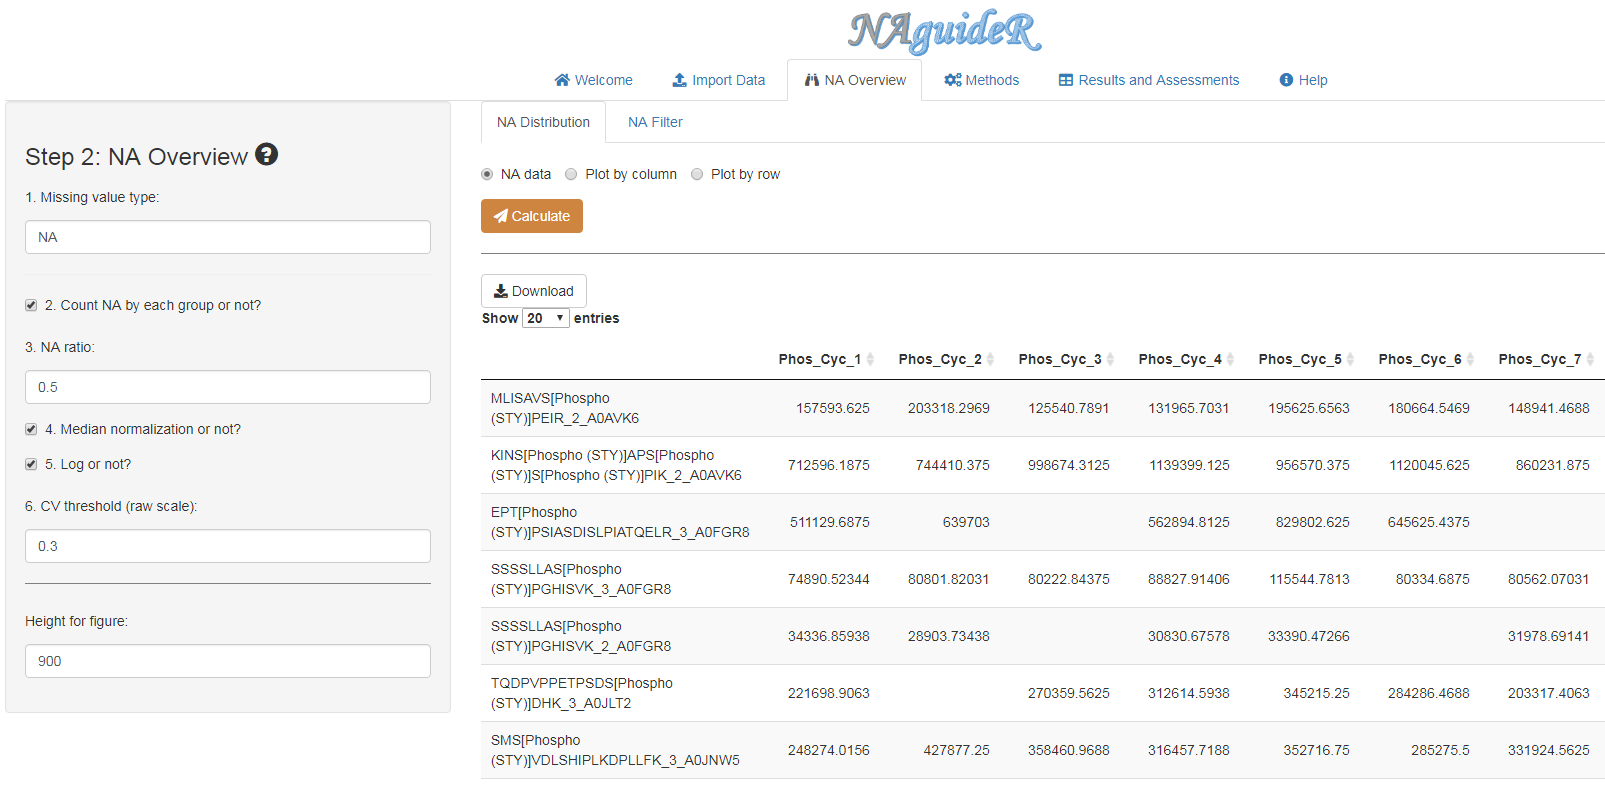 NAguideR
Welcome
Import Data
NA Overview
Methods
Results and Assessments
Help
Step 2: NA Overview
1. Missing value type:
NA
2. Count NA by each group or not?
3. NA ratio:
0.5
4. Median normalization or not?
5. Log or not?
6. CV threshold (raw scale):
0.3
Height for figure:
900
NA Distribution
NA Filter
NA data
Plot by column
Plot by row
Calculate
Download
Show 20 entries
Phos_Cyc_1 Phos_Cyc_2 Phos_Cyc_3 Phos_Cyc_4 Phos_Cyc_5 Phos_Cyc_6 Phos_Cyc_7
MLISAVS[Phospho
(STY)]PEIR_2_A0AVK6
157593.625 203318.2969 125540.7891 131965.7031 195625.6563 180664.5469 148941.4688
KINS[Phospho (STY)]APS[Phospho
(STY)]S[Phospho (STY)]PIK_2_A0AVK6
712596.1875 744410.375 998674.3125 1139399.125 956570.375 1120045.625 860231.875
EPT[Phospho
(STY)]PSIASDISLPIATQELR_3_A0FGR8
511129.6875 639703 562894.8125 829802.625 645625.4375
SSSSLLAS[Phospho
(STY)]PGHISVK_3_A0FGR8
74890.52344 80801.82031 80222.84375 88827.91406 115544.7813 80334.6875 80562.07031
SSSSLLAS[Phospho
(STY)]PGHISVK_2_A0FGR8
34336.85938 28903.73438 30830.67578 33390.47266 31978.69141
TQDPVPPETPSDS[Phospho
(STY)]DHK_3_A0JLT2
221698.9063 270359.5625 312614.5938 345215.25 284286.4688 203317.4063
SMS[Phospho
(STY)]VDLSHIPLKDPLLFK_3_A0JNW5
248274.0156 427877.25 358460.9688 316457.7188 352716.75 285275.5 331924.5625